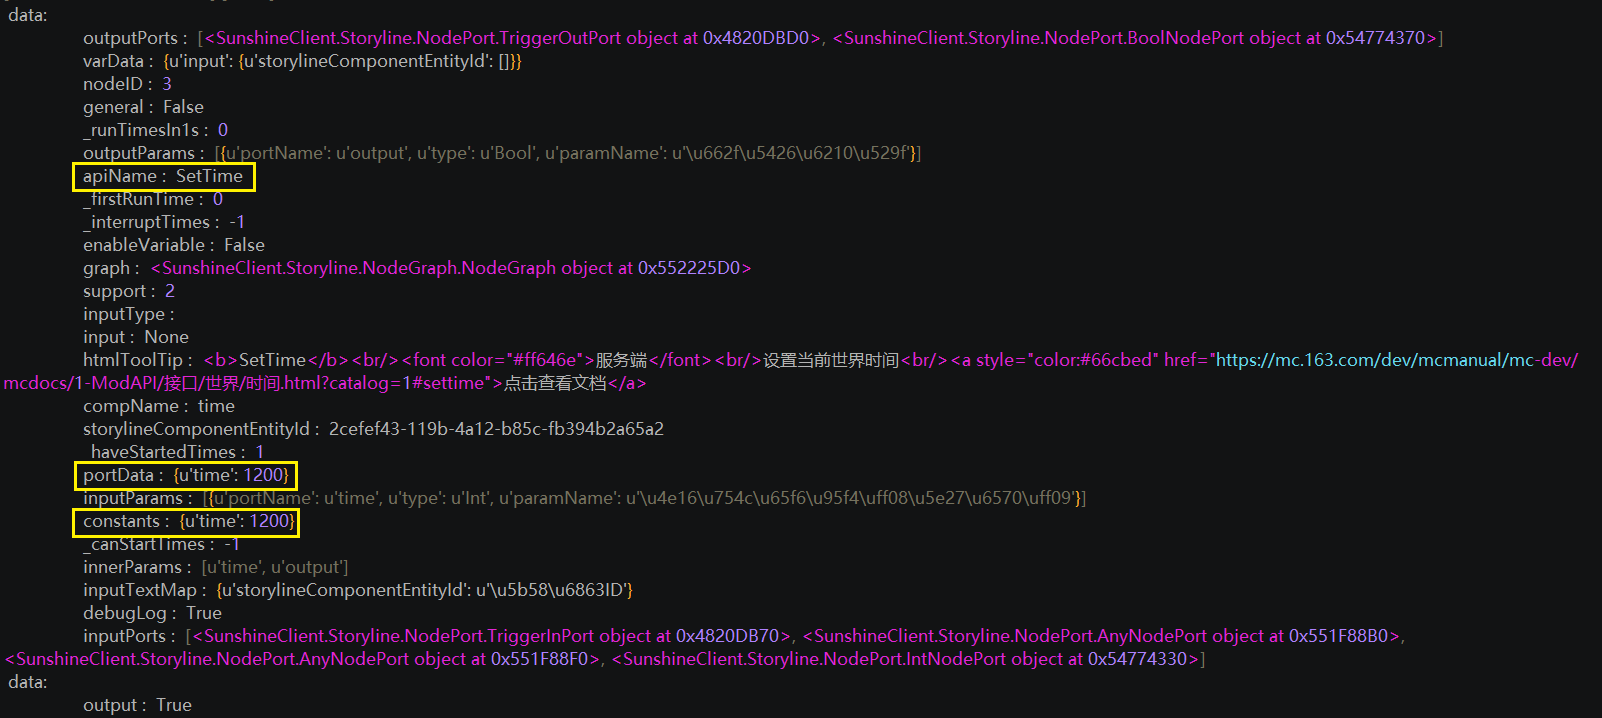 data:
outputPorts : [<SunshineClient.Storyline.NodePort.TriggerOutPort object at 0x4820DBD0>, <SunshineClient.Storyline.NodePort.BoolNodePort object at 0x54774370>]
varData : {u'input': {u'storylineComponentEntityId': []}}
nodeID : 3
general : False
_runTimesIn1s : 0
outputParams : [{u'portName': u'output', u'type': u'Bool', u'paramName': u'\u662f\u5426\u6210\u529f'}]
apiName : SetTime
_firstRunTime : 0
_interruptTimes : -1
enableVariable : False
graph : <SunshineClient.Storyline.NodeGraph.NodeGraph object at 0x552225D0>
support : 2
inputType :
input : None
htmlToolTip : <b>SetTime</b><br/><font color="#ff646e">服务端</font><br/>设置当前世界时间<br/><a style="color:#66cbed" href="https://mc.163.com/dev/mcmanual/mc-dev/
mcdocs/1-ModAPI/接口/世界/时间.html?catalog=1#settime">点击查看文档</a>
compName : time
storylineComponentEntityId : 2cefef43-119b-4a12-b85c-fb394b2a65a2
_haveStartedTimes : 1
portData : {u'time': 1200}
inputParams : [{u'portName': u'time', u'type': u'Int', u'paramName': u'\u4e16\u754c\u65f6\u95f4\uff08\u5e27\u6570\uff09'}]
constants : {u'time': 1200}
_canStartTimes : -1
innerParams : [u'time', u'output']
inputTextMap : {u'storylineComponentEntityId': u'\u5b58\u6863ID'}
debugLog : True
inputPorts : [<SunshineClient.Storyline.NodePort.TriggerInPort object at 0x4820DB70>, <SunshineClient.Storyline.NodePort.AnyNodePort object at 0x551F88B0>,
<SunshineClient.Storyline.NodePort.AnyNodePort object at 0x551F88F0>, <SunshineClient.Storyline.NodePort.IntNodePort object at 0x54774330>]
data:
output : True